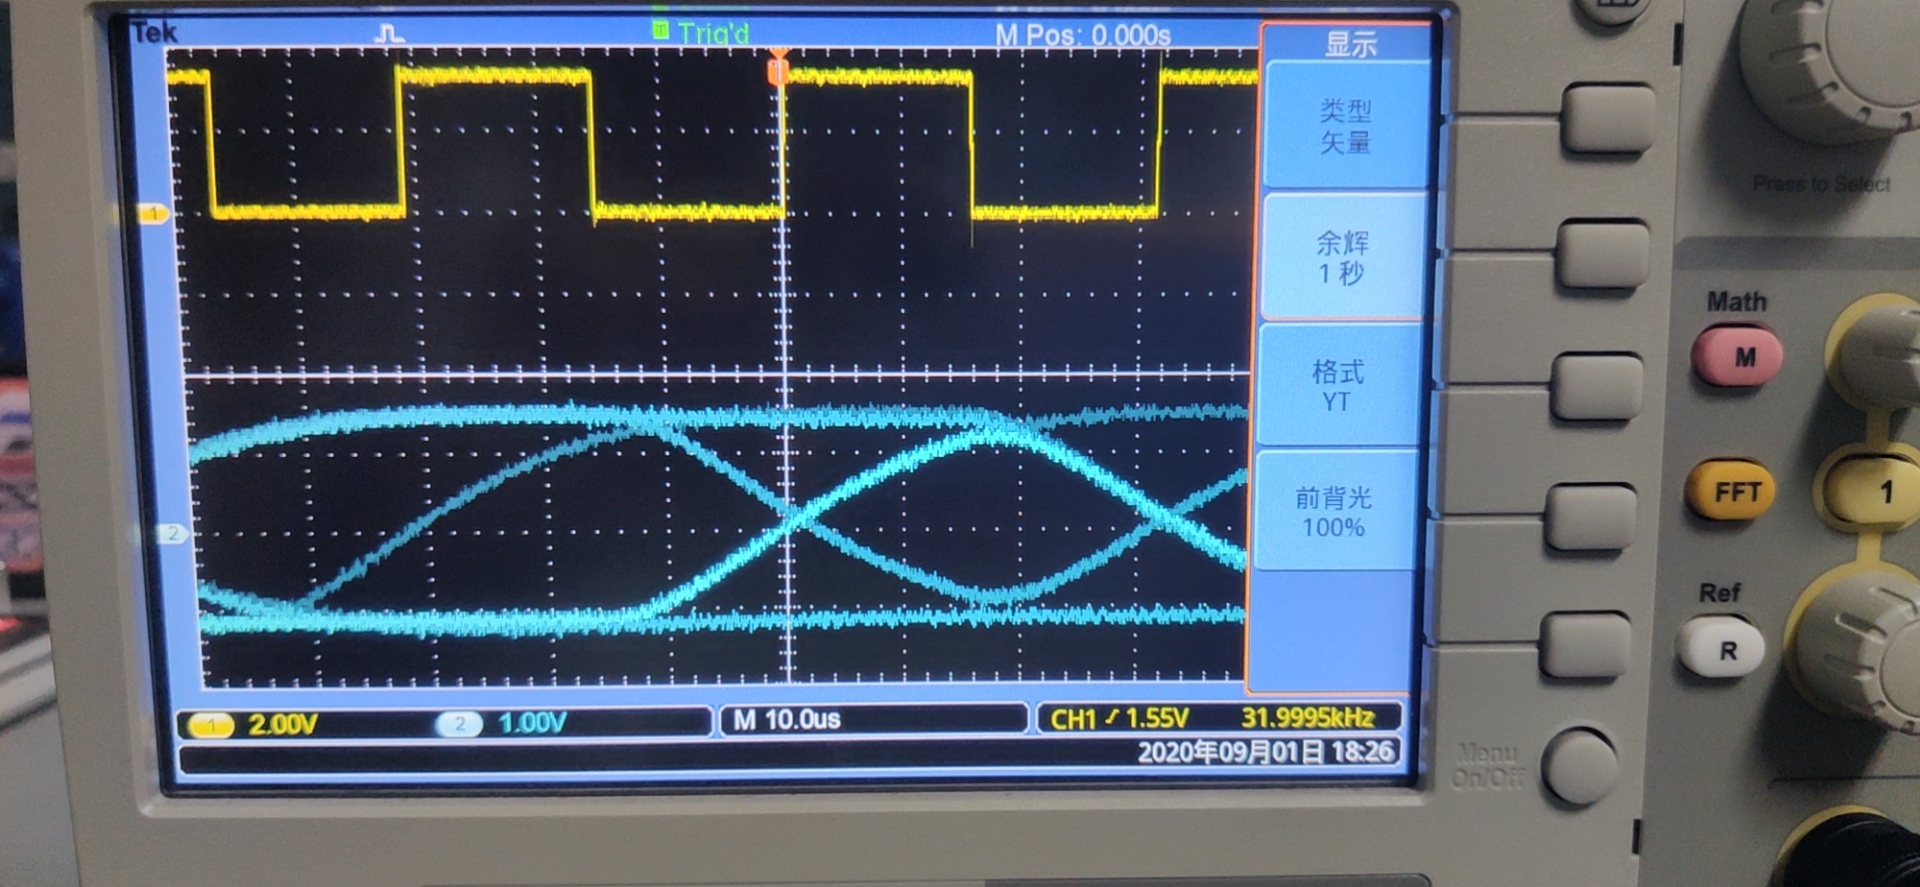 Tek
Trig'd
M Pos: 0.000s
显示
类型
矢量
余辉
1 秒
格式
YT
前背光
100%
1
2
1 2.00V
2 1.00V
M 10.0us
CH1 1.55V
31.9995kHz
2020年09月01日 18:26
Press to Select
Math
M
FFT
1
Ref
R
Menu
On/Off